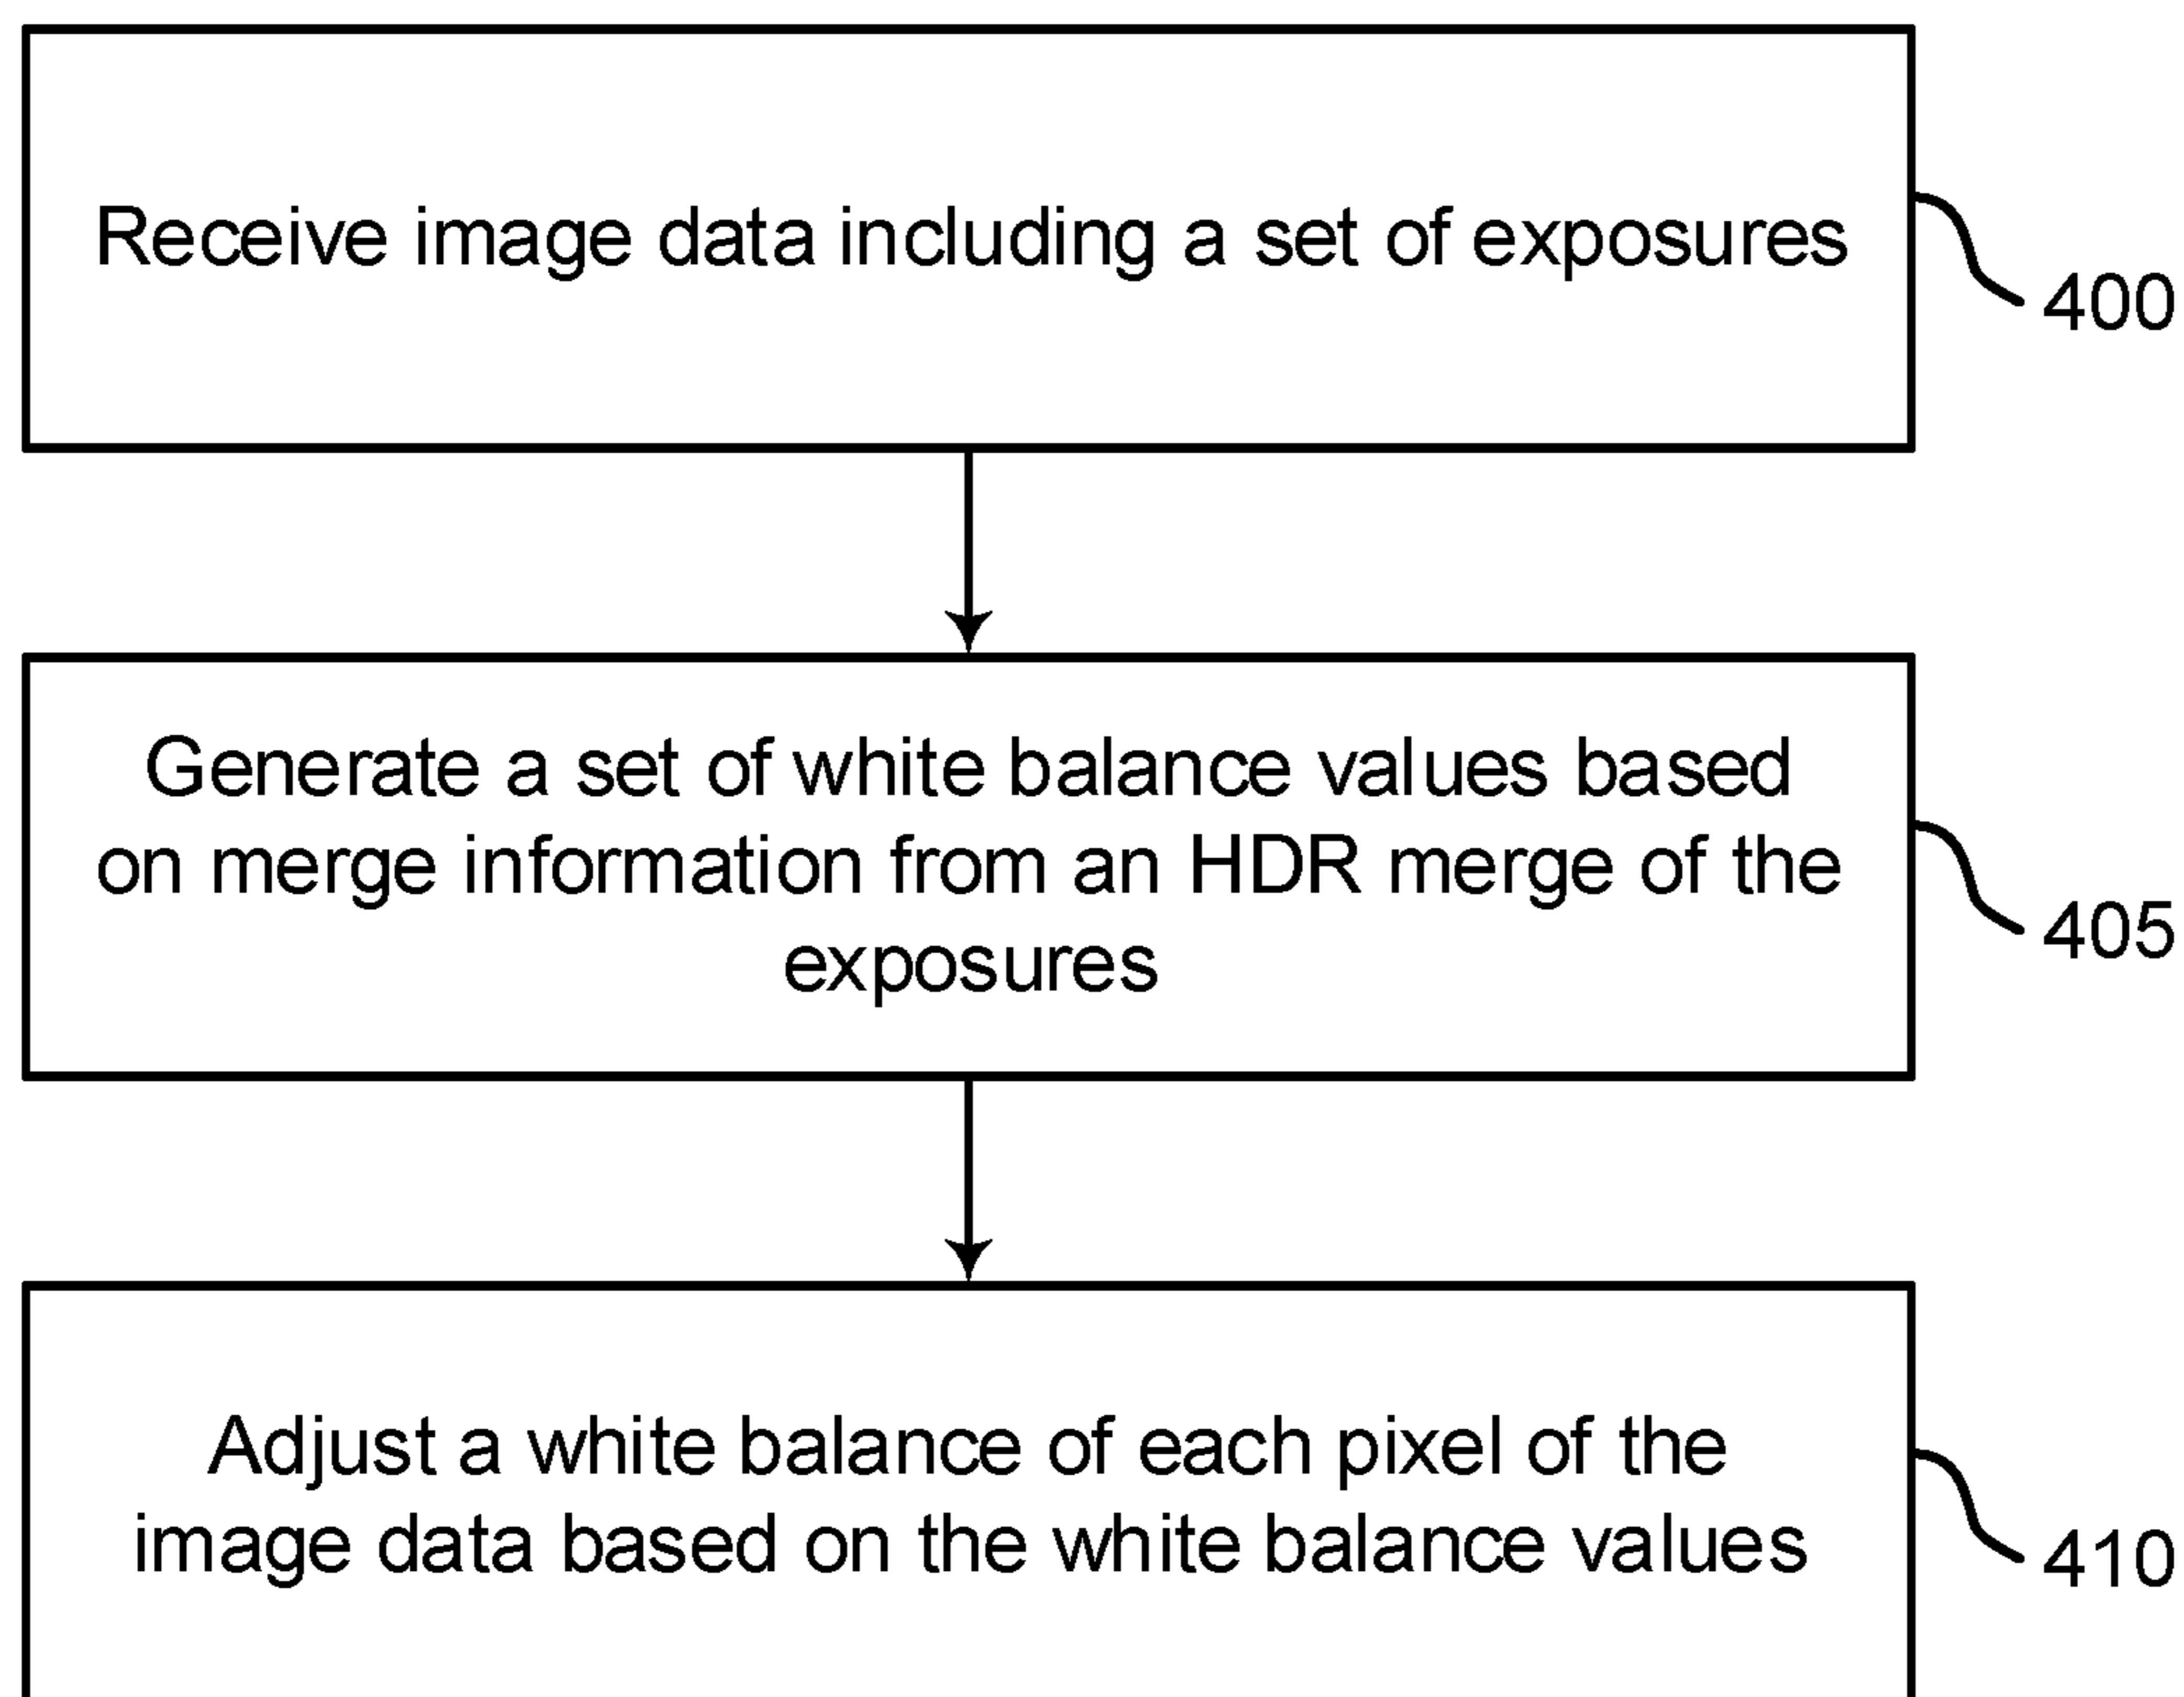 Receive image data including a set of exposures
400
Generate a set of white balance values based
on merge information from an HDR merge of the
exposures
405
Adjust a white balance of each pixel of the
image data based on the white balance values
410